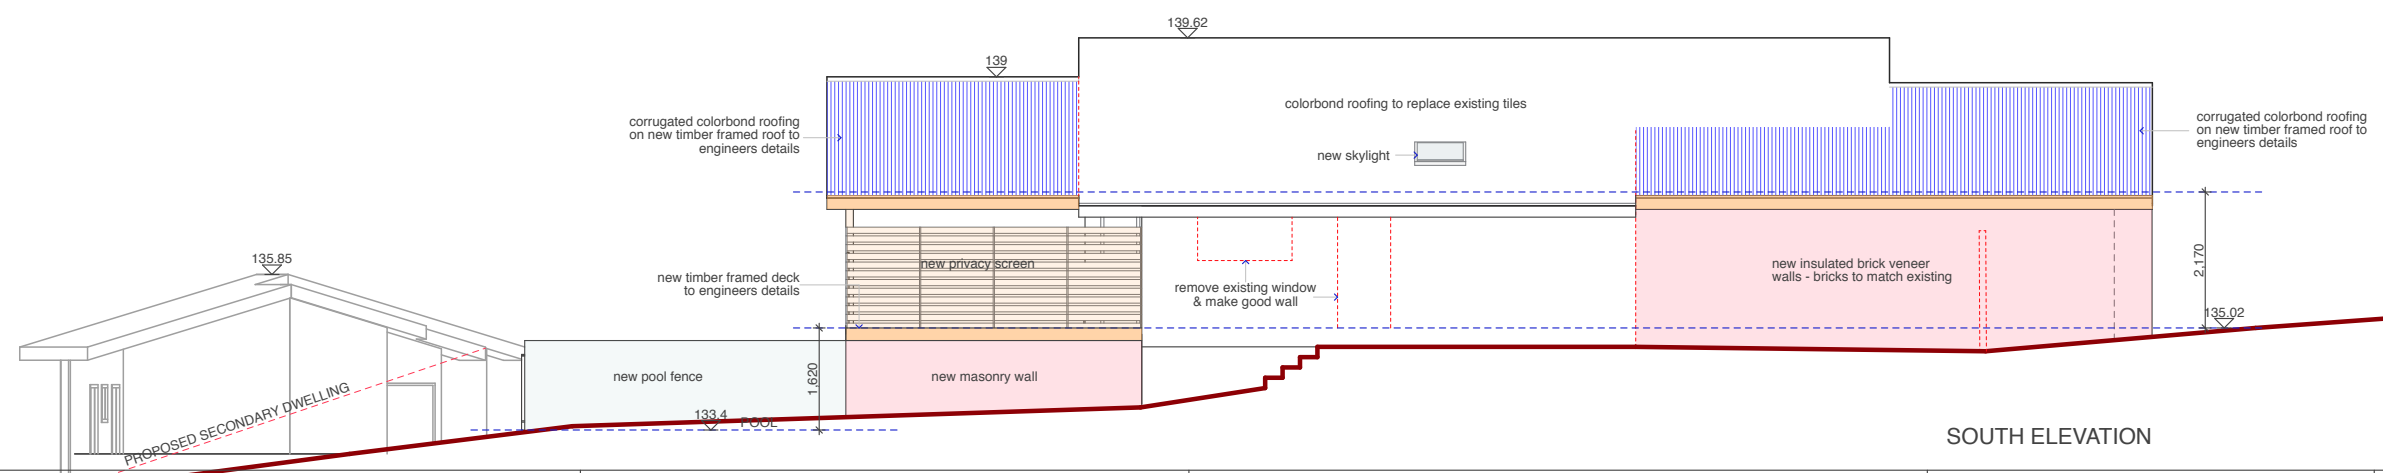 139.62
139
colorbond roofing to replace existing tiles
corrugated colorbond roofing
on new timber framed roof to
engineers details
corrugated colorbond roofing
on new timber framed roof to
engineers details
new skylight
135.85
new privacy screen
new timber framed deck
to engineers details
remove existing window
& make good wall
new insulated brick veneer
walls - bricks to match existing
2,170
135.02
new pool fence
1,620
new masonry wall
PROPOSED SECONDARY DWELLING
133.4
POOL
SOUTH ELEVATION